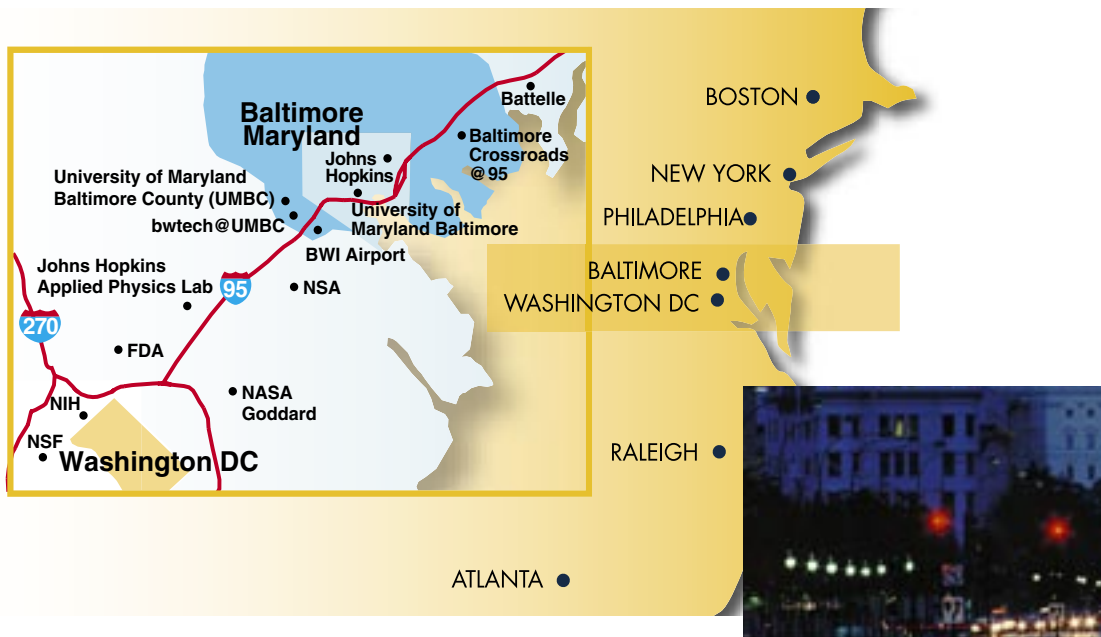 Baltimore
Maryland
Battelle
Baltimore
Crossroads
@ 95
Johns
Hopkins
University of Maryland
Baltimore County (UMBC)
bwtech@UMBC
University of
Maryland Baltimore
BWI Airport
Johns Hopkins
Applied Physics Lab
95
NSA
270
FDA
NASA
Goddard
NIH
NSF
Washington DC
BOSTON
NEW YORK
PHILADELPHIA
BALTIMORE
WASHINGTON DC
RALEIGH
ATLANTA